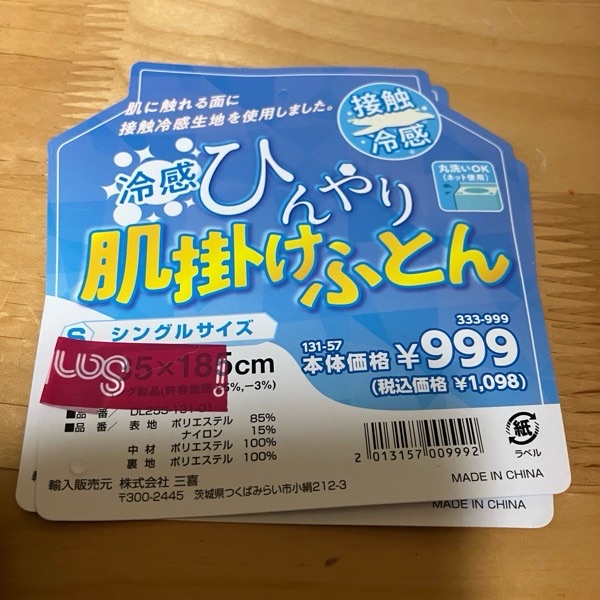 肌に触れる面に
接触冷感生地を使用しました。
接触
冷感
丸洗いOK
(ネット使用)
冷感 ひんやり
肌掛けふとん
S シングルサイズ
5×185cm
131-57
333-999
本体価格 ¥999
(税込価格 ¥1,098)
■品 番/
■品 番/ 表地 ポリエステル 85%
ナイロン 15%
中材 ポリエステル 100%
裏地 ポリエステル 100%
輸入販売元 株式会社 三喜
〒300-2445 茨城県つくばみらい市小絹212-3
2 013157 009992
紙
ラベル
MADE IN CHINA
MADE IN CHINA